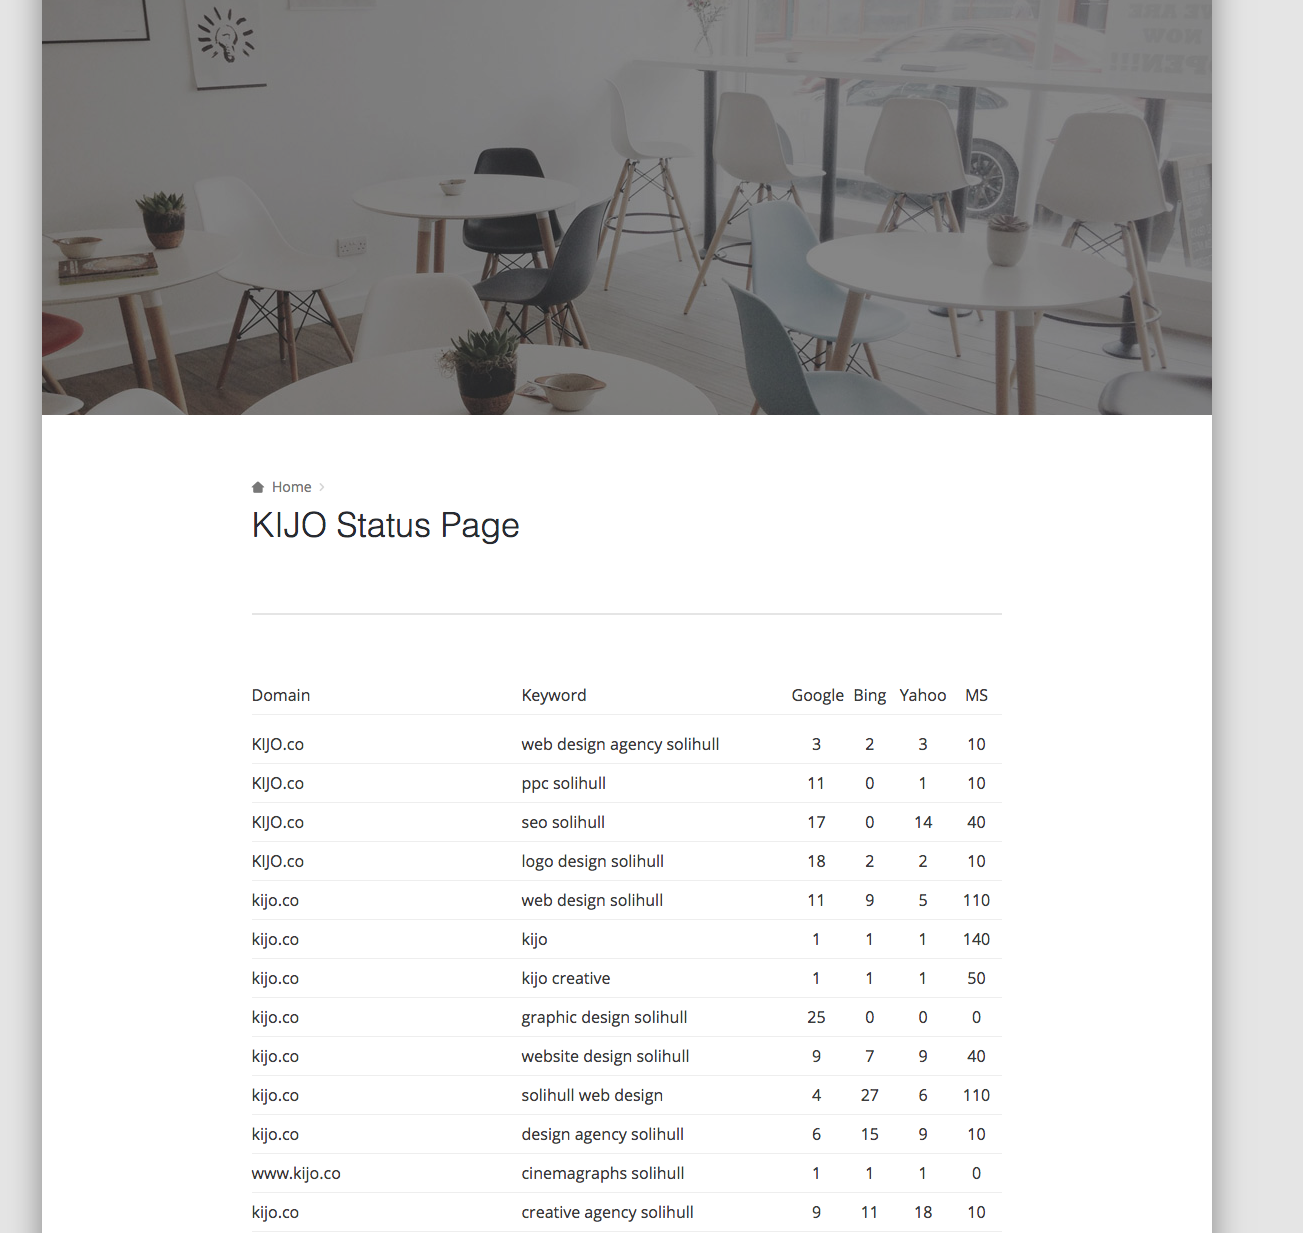 WE ARE
NOW
OPEN!!!
Home
KIJO Status Page
Domain Keyword Google Bing Yahoo MS
KIJO.co web design agency solihull 3 2 3 10
KIJO.co ppc solihull 11 0 1 10
KIJO.co seo solihull 17 0 14 40
KIJO.co logo design solihull 18 2 2 10
kijo.co web design solihull 11 9 5 110
kijo.co kijo 1 1 1 140
kijo.co kijo creative 1 1 1 50
kijo.co graphic design solihull 25 0 0 0
kijo.co website design solihull 9 7 9 40
kijo.co solihull web design 4 27 6 110
kijo.co design agency solihull 6 15 9 10
www.kijo.co cinemagraphs solihull 1 1 1 0
kijo.co creative agency solihull 9 11 18 10